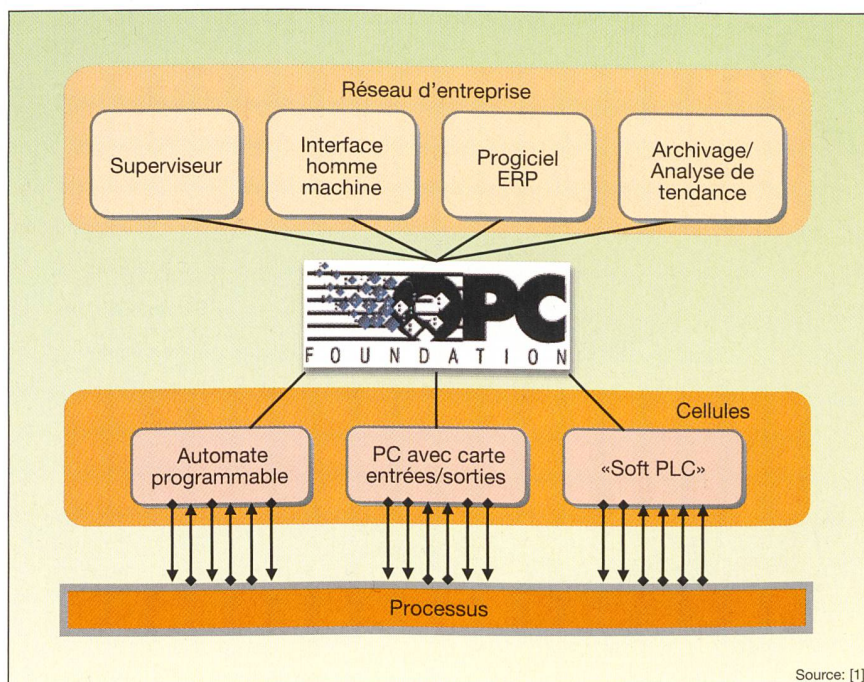 Réseau d'entreprise
Superviseur
Interface
homme
machine
Progiciel
ERP
Archivage/
Analyse de
tendance
OPC
FOUNDATION
Cellules
Automate
programmable
PC avec carte
entrées/sorties
«Soft PLC»
Processus
Source: [1]